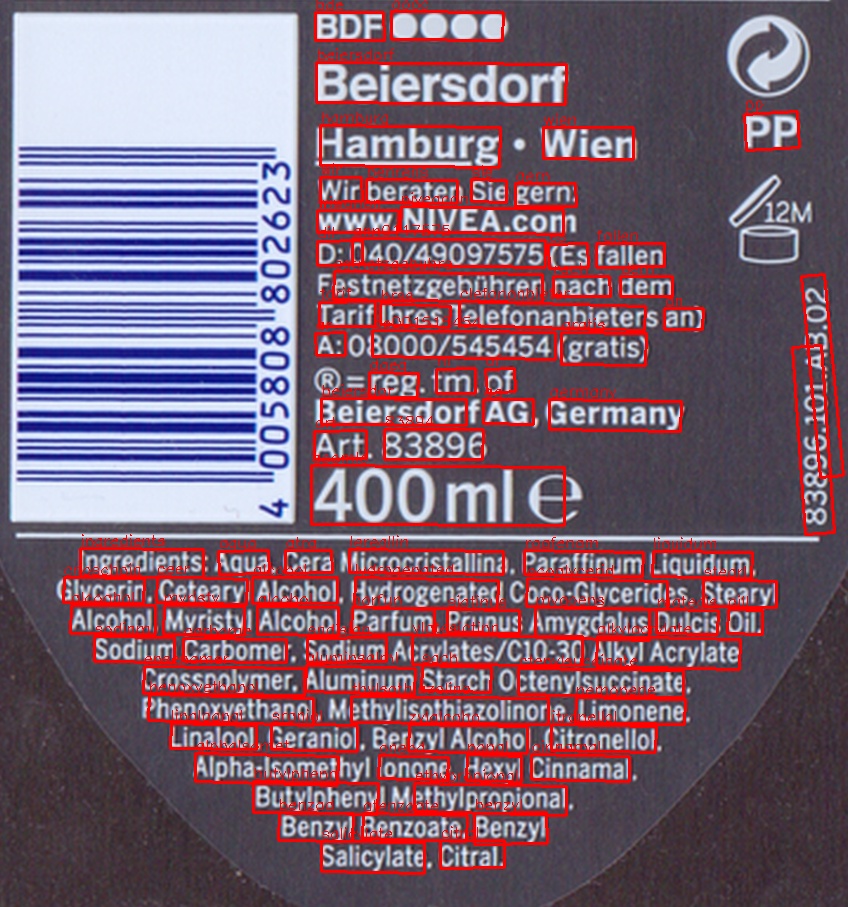 BDF ●●●●
Beiersdorf
Hamburg • Wien
Wir beraten Sie gern:
www.NIVEA.com
D: 040/49097575 (Es fallen
Festnetzgebühren nach dem
Tarif Ihres Telefonanbieters an)
A: 08000/545454 (gratis)
® = reg. tm. of
Beiersdorf AG, Germany
Art. 83896
400 ml ℮
PP
12M
83896.101.AB.02
4 005808 802623
Ingredients: Aqua, Cera Microcristallina, Paraffinum Liquidum,
Glycerin, Cetearyl Alcohol, Hydrogenated Coco-Glycerides, Stearyl
Alcohol, Myristyl Alcohol, Parfum, Prunus Amygdalus Dulcis Oil,
Sodium Carbomer, Sodium Acrylates/C10-30 Alkyl Acrylate
Crosspolymer, Aluminum Starch Octenylsuccinate,
Phenoxyethanol, Methylisothiazolinone, Limonene,
Linalool, Geraniol, Benzyl Alcohol, Citronellol,
Alpha-Isomethyl Ionone, Hexyl Cinnamal,
Butylphenyl Methylpropional,
Benzyl Benzoate, Benzyl
Salicylate, Citral.